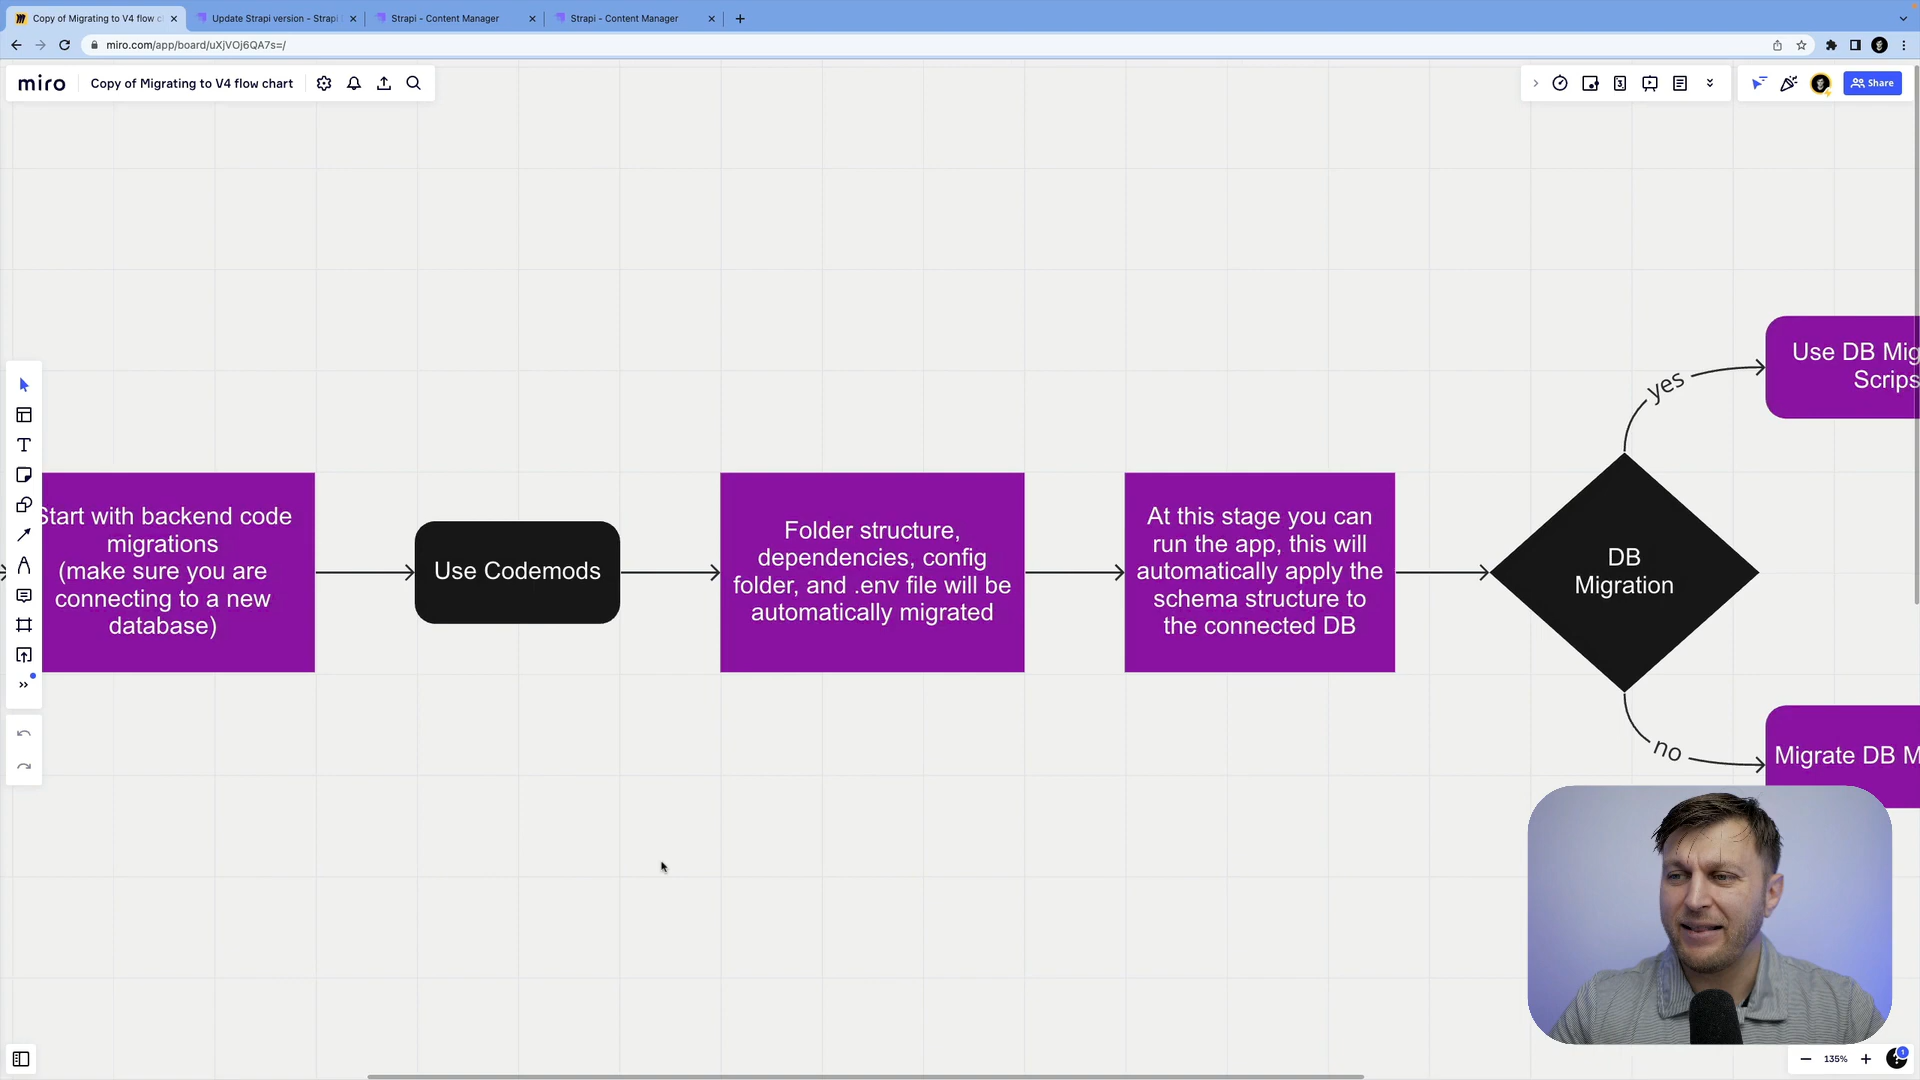 Copy of Migrating to V4 flow c
Update Strapi version - Strapi
Strapi - Content Manager
Strapi - Content Manager
miro.com/app/board/uXjVOj6QA7s=/
miro
Copy of Migrating to V4 flow chart
Share
Start with backend code
migrations
(make sure you are
connecting to a new
database)
Use Codemods
Folder structure,
dependencies, config
folder, and .env file will be
automatically migrated
At this stage you can
run the app, this will
automatically apply the
schema structure to
the connected DB
DB
Migration
yes
Use DB Mig
Scrips
no
Migrate DB M
135%
1